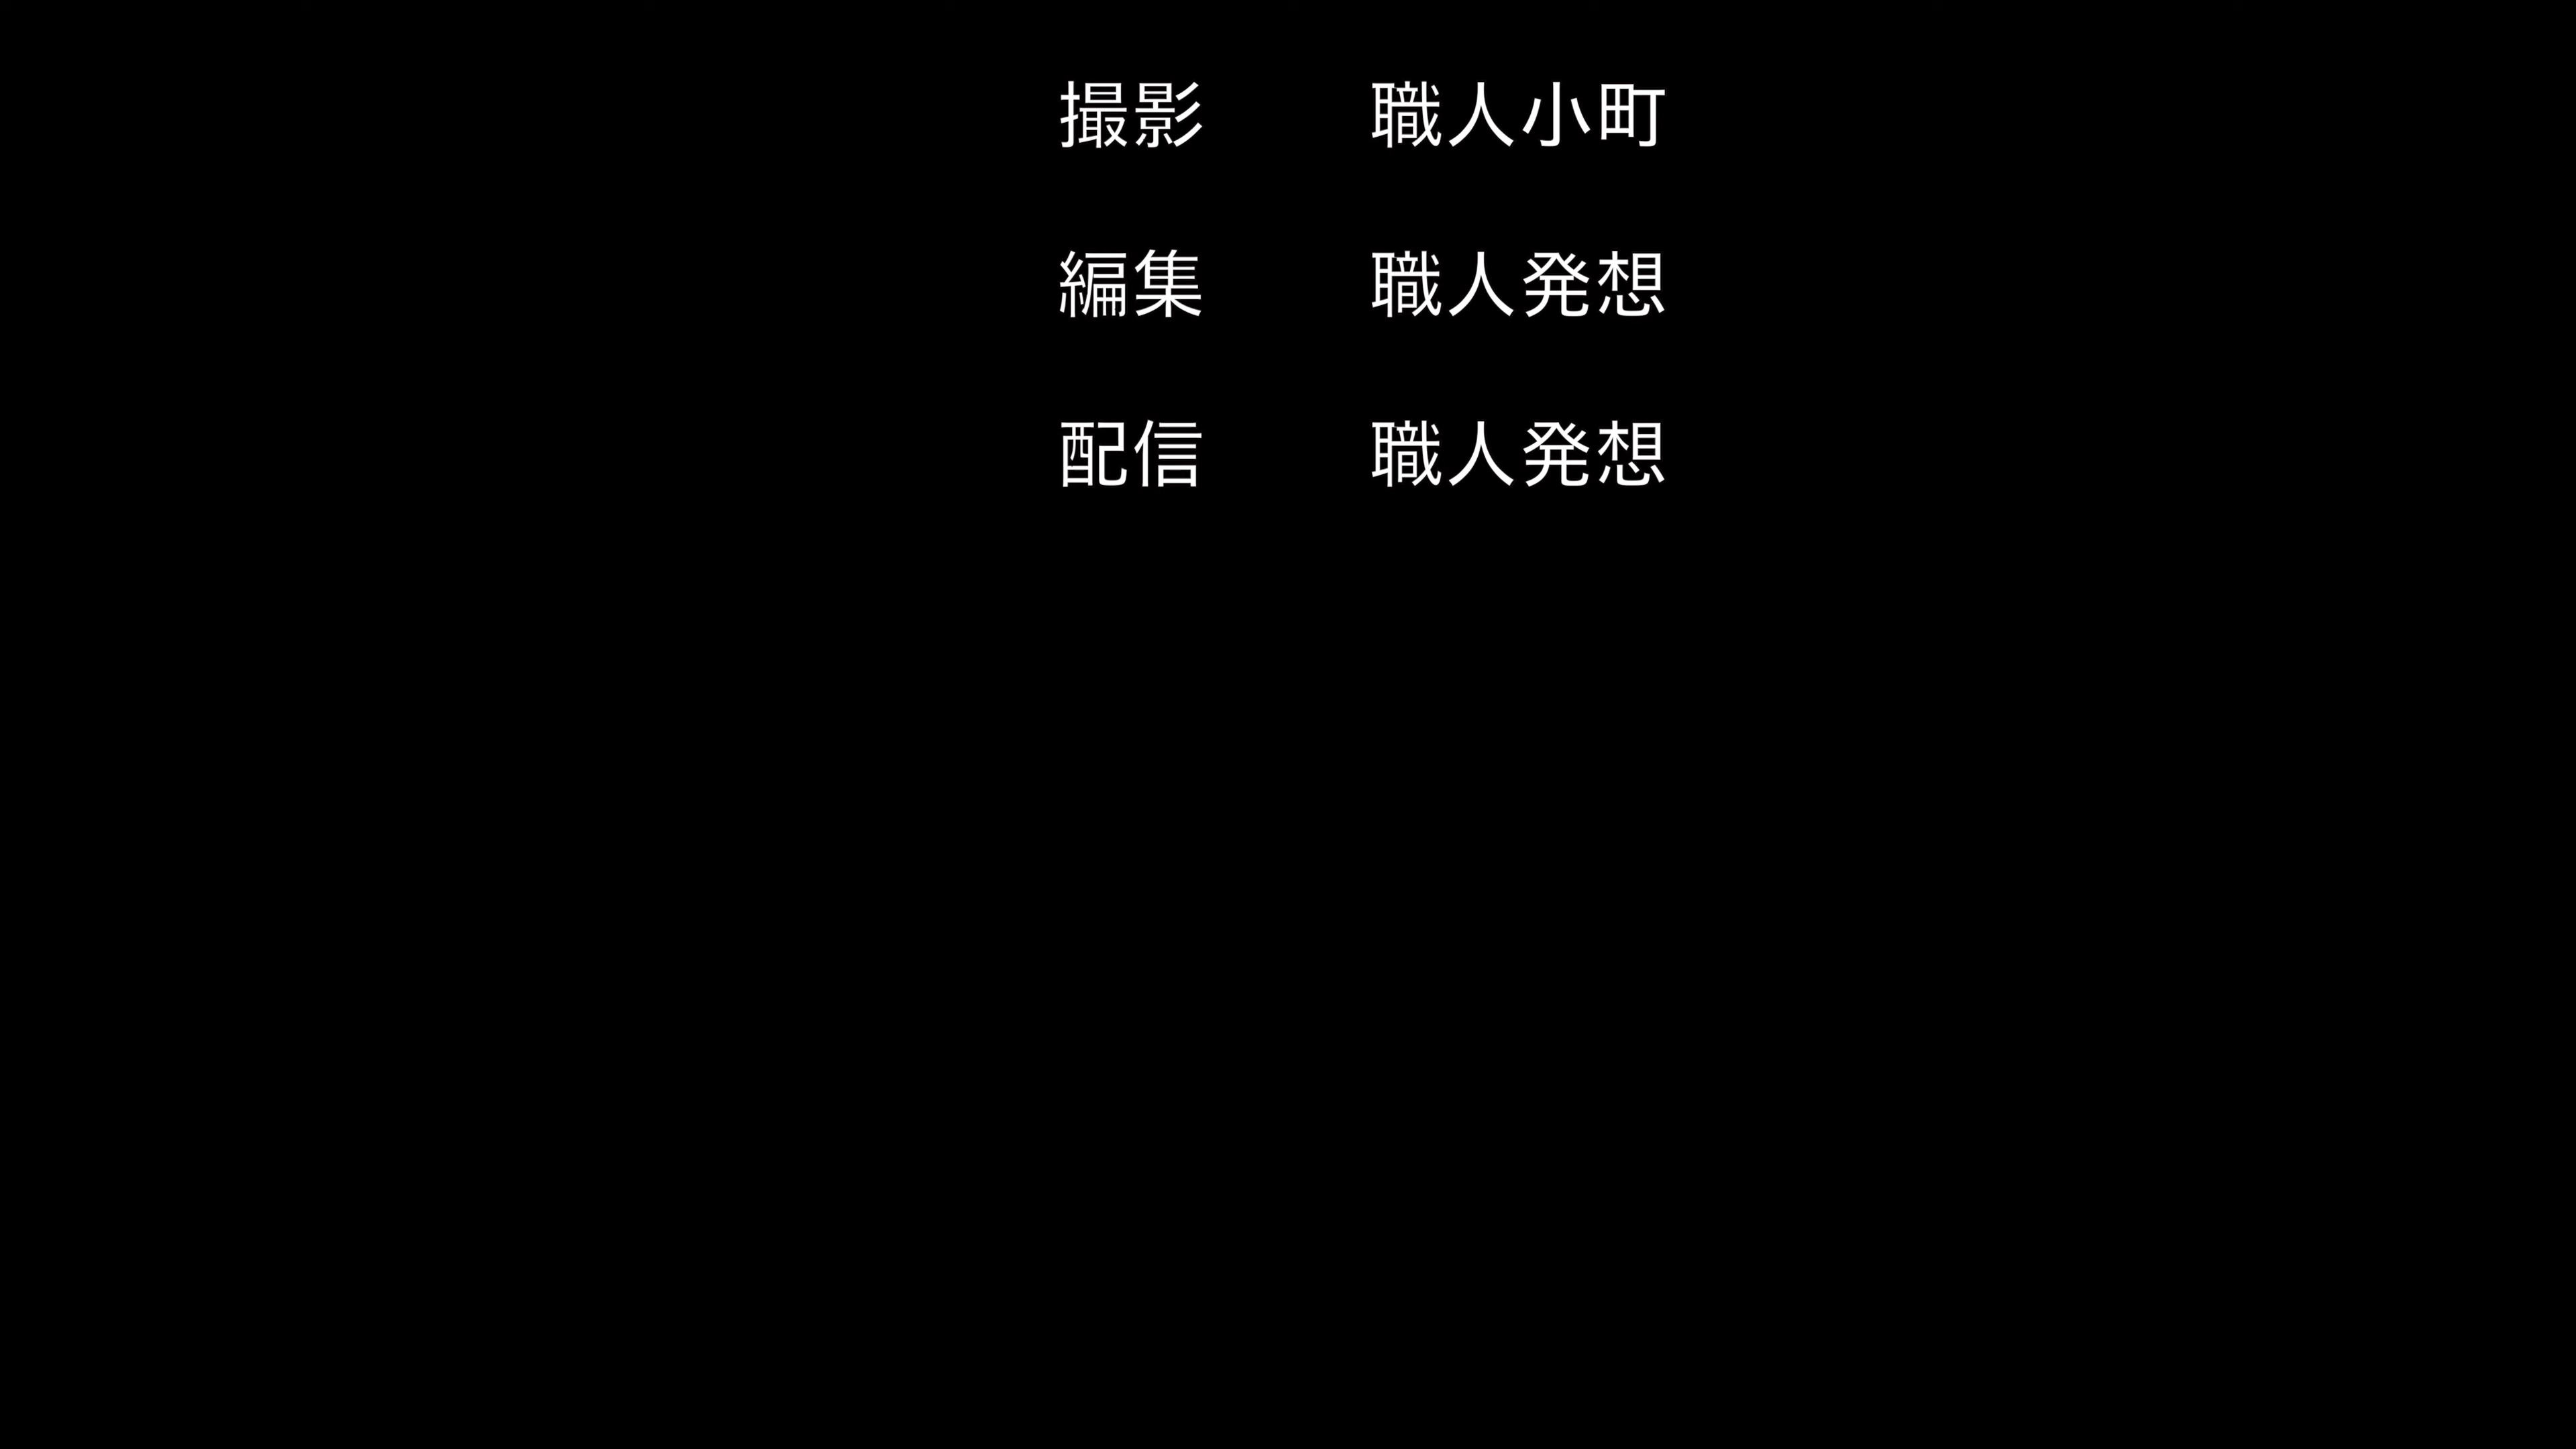 撮影　職人小町
編集　職人発想
配信　職人発想